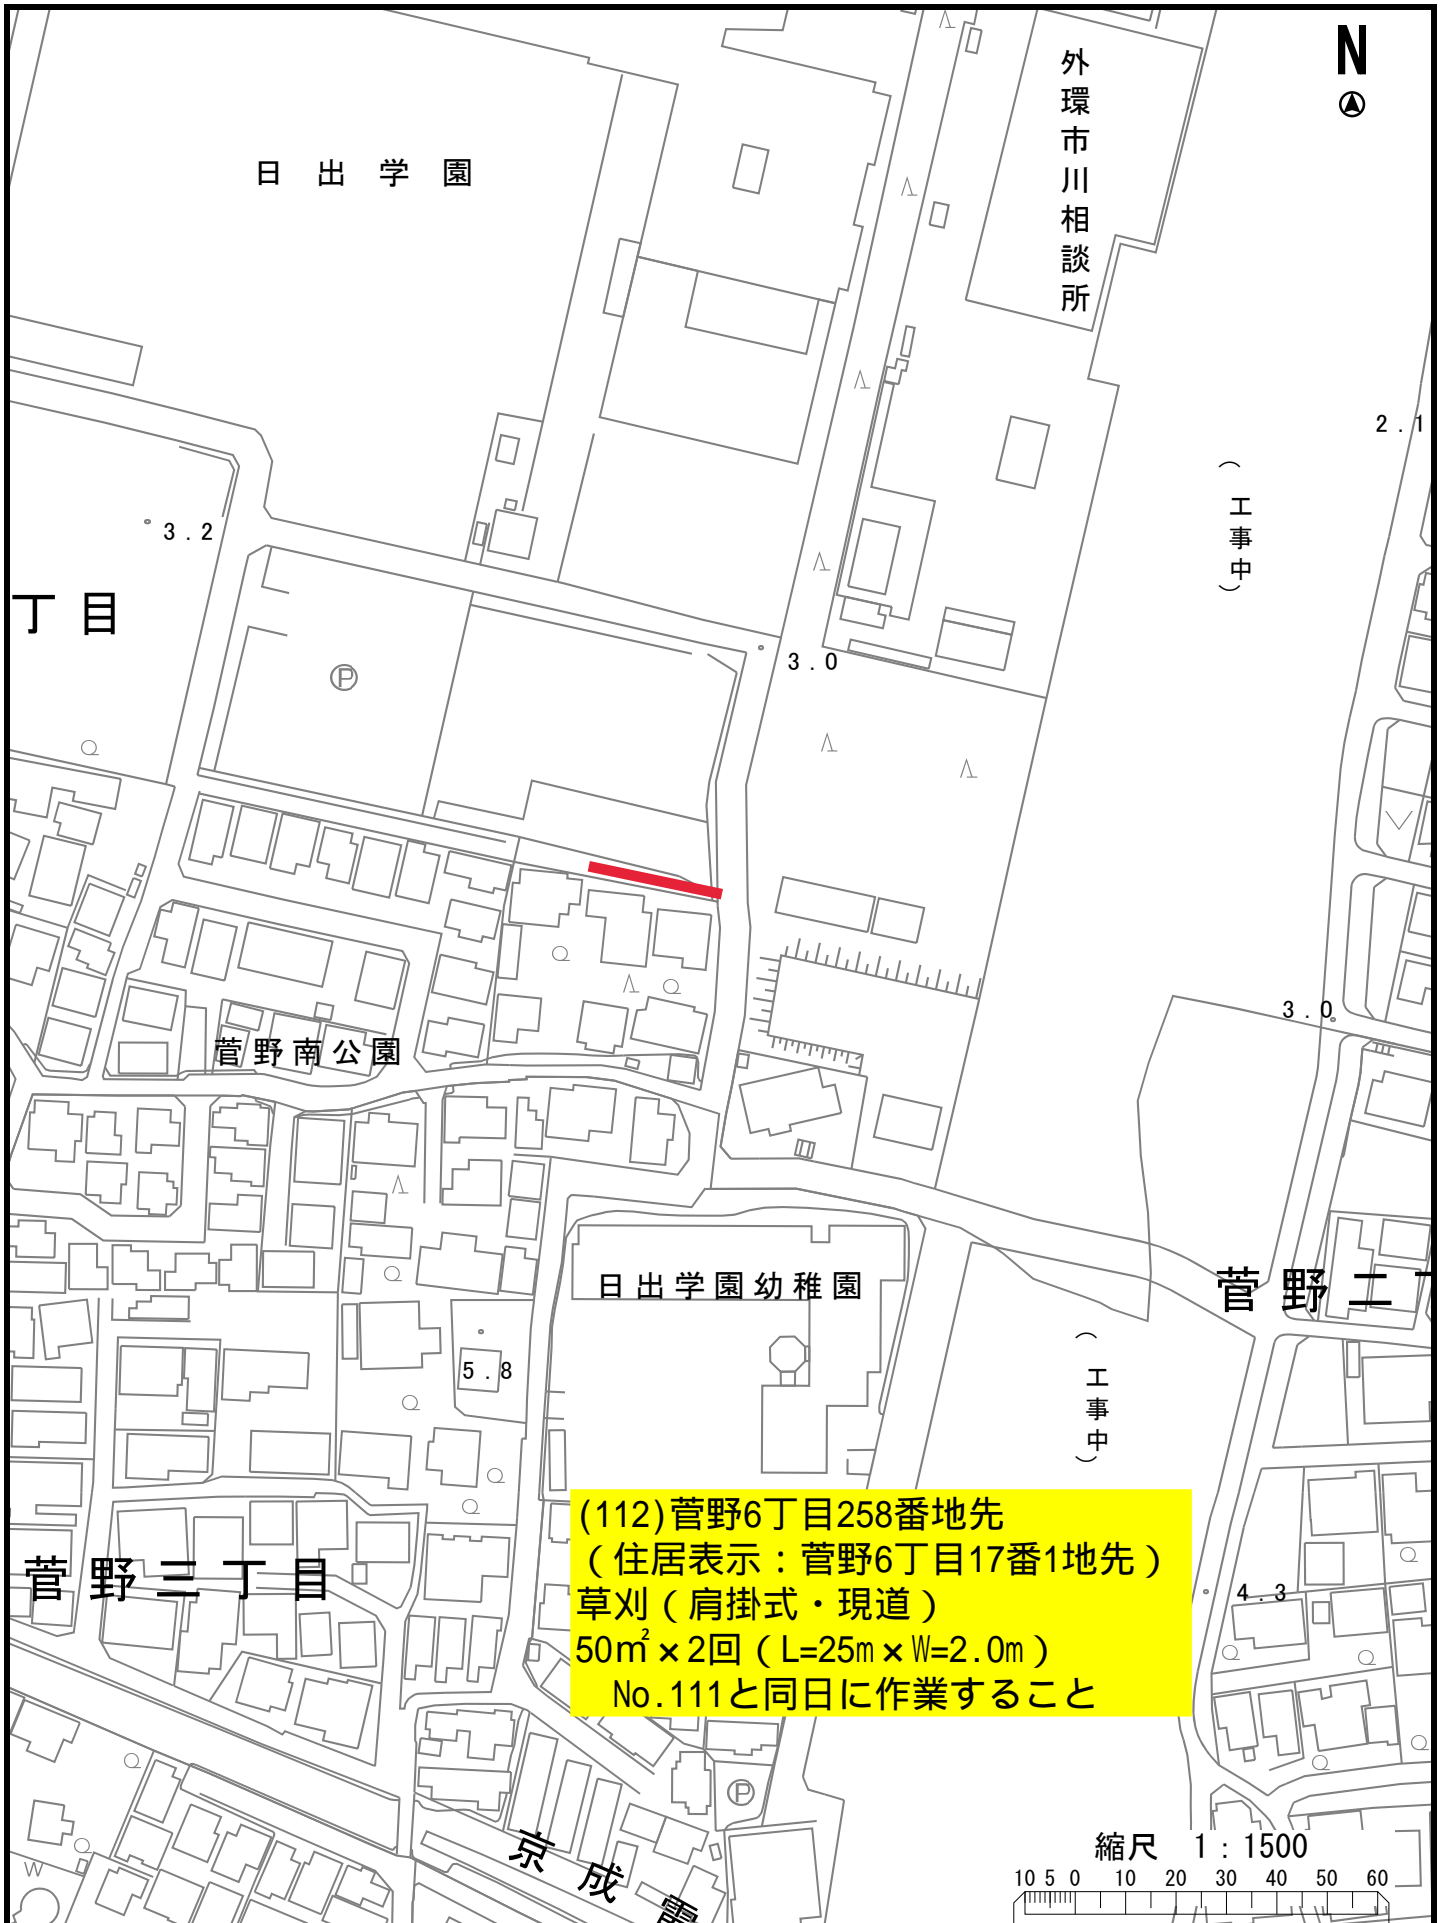 N
外環市川相談所
日出学園
2.1
（工事中）
3.2
丁目
3.0
P
3.0
菅野南公園
日出学園幼稚園
菅野二丁
5.8
（工事中）
(112)菅野6丁目258番地先
（住居表示：菅野6丁目17番1地先）
草刈（肩掛式・現道）
50㎡×2回（L=25m×W=2.0m）
No.111と同日に作業すること
菅野三丁目
4.3
P
京成電
縮尺 1:1500
10 5 0 10 20 30 40 50 60